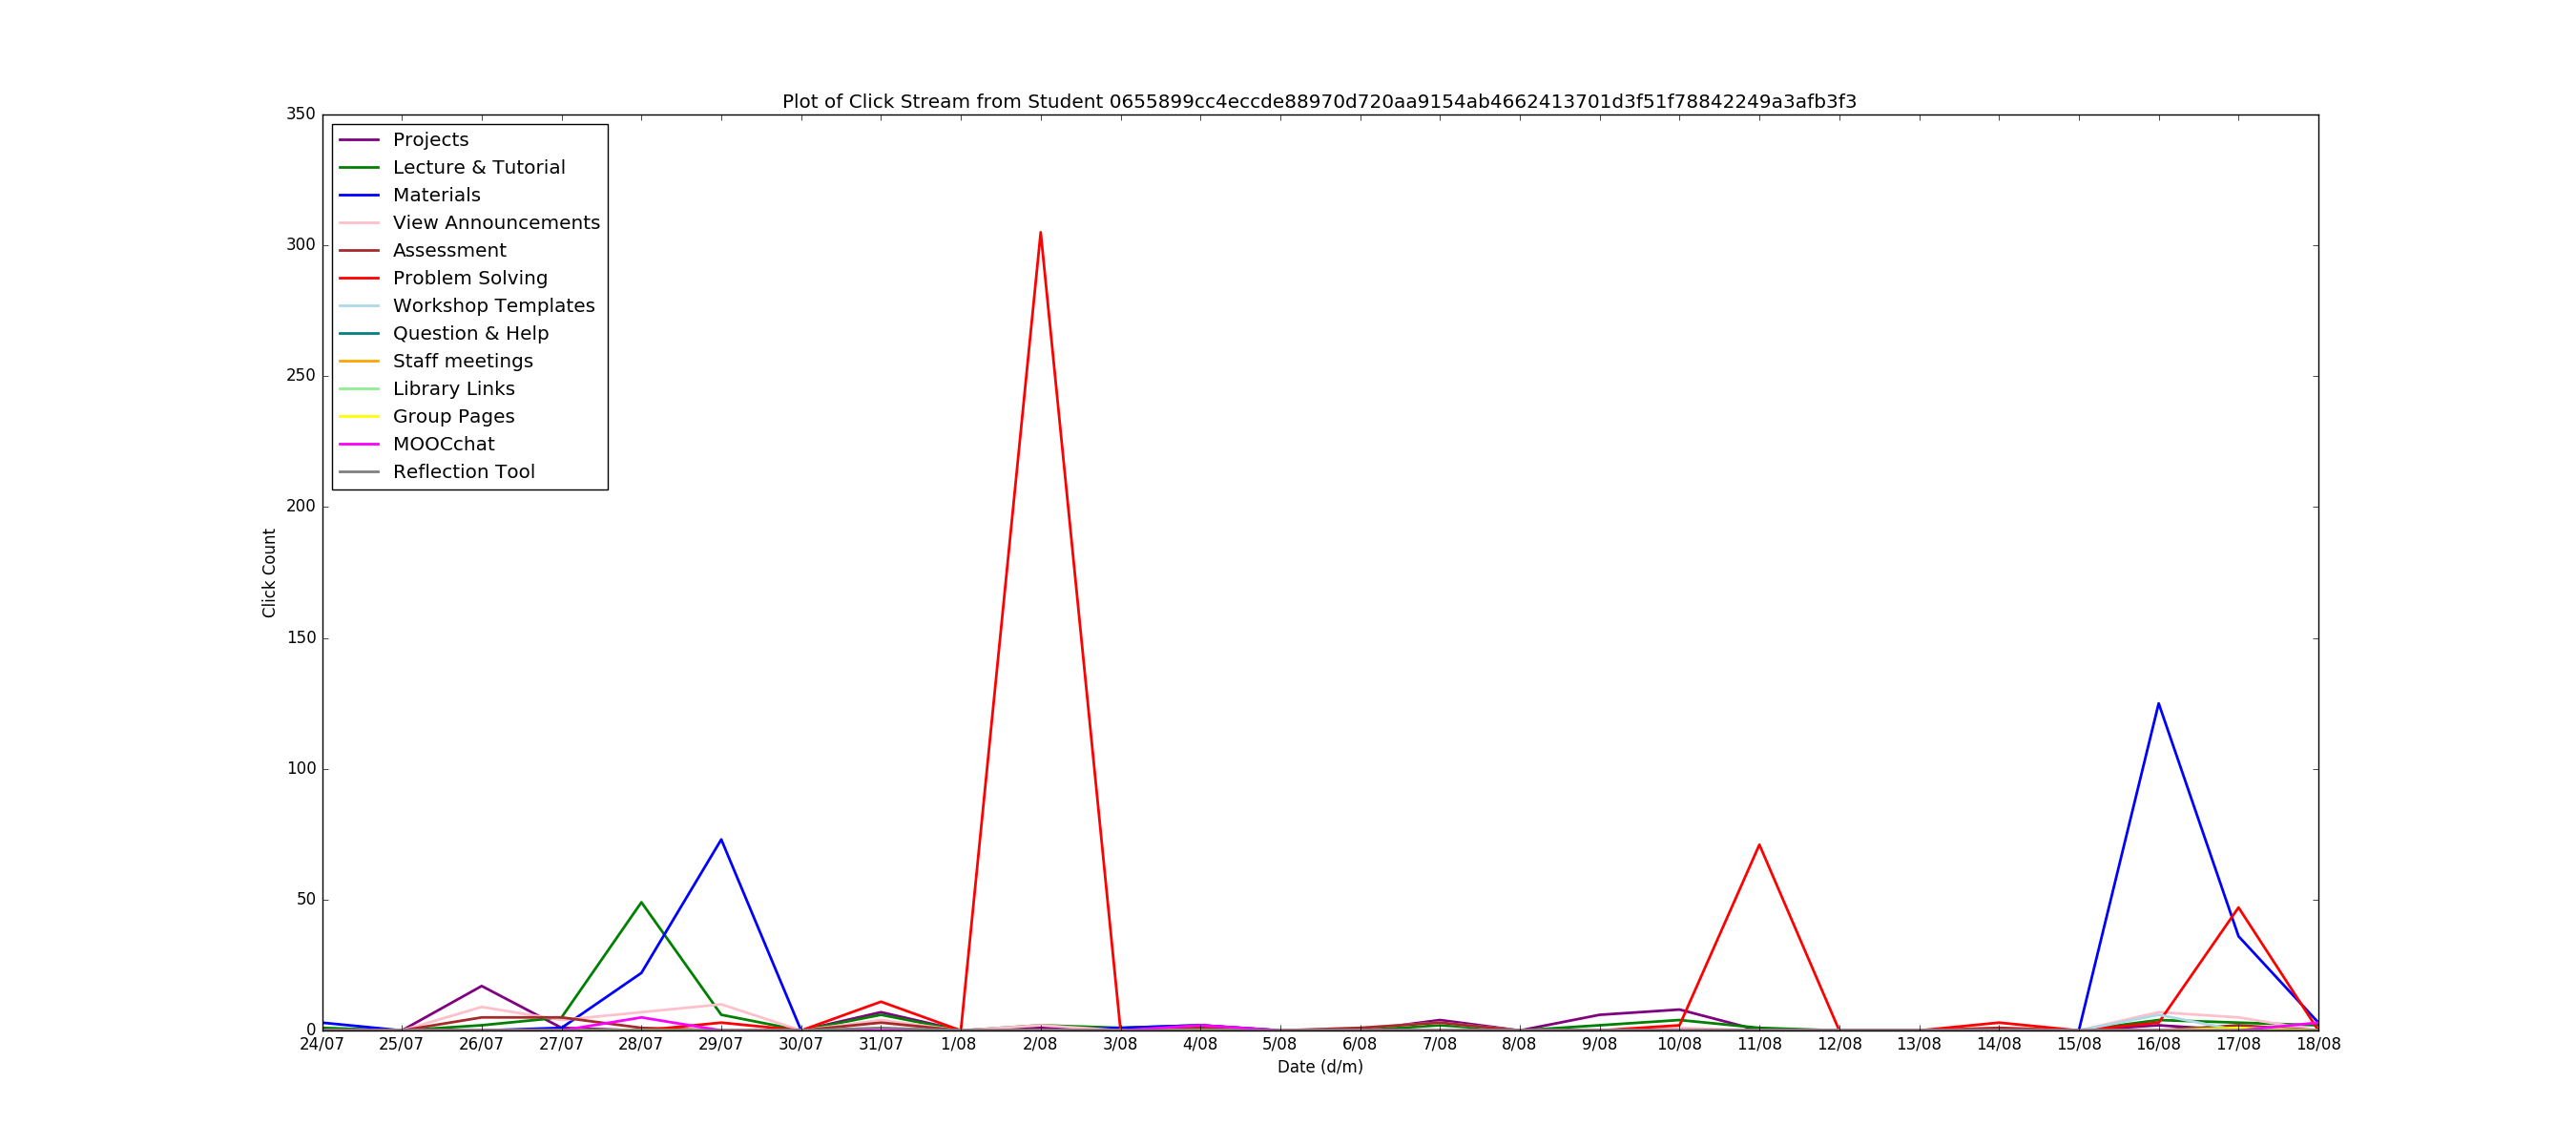 Plot of Click Stream from Student 0655899cc4eccde88970d720aa9154ab4662413701d3f51f78842249a3afb3f3
350
300
250
200
150
100
50
0
Click Count
Projects
Lecture & Tutorial
Materials
View Announcements
Assessment
Problem Solving
Workshop Templates
Question & Help
Staff meetings
Library Links
Group Pages
MOOCchat
Reflection Tool
24/07 25/07 26/07 27/07 28/07 29/07 30/07 31/07 1/08 2/08 3/08 4/08 5/08 6/08 7/08 8/08 9/08 10/08 11/08 12/08 13/08 14/08 15/08 16/08 17/08 18/08
Date (d/m)